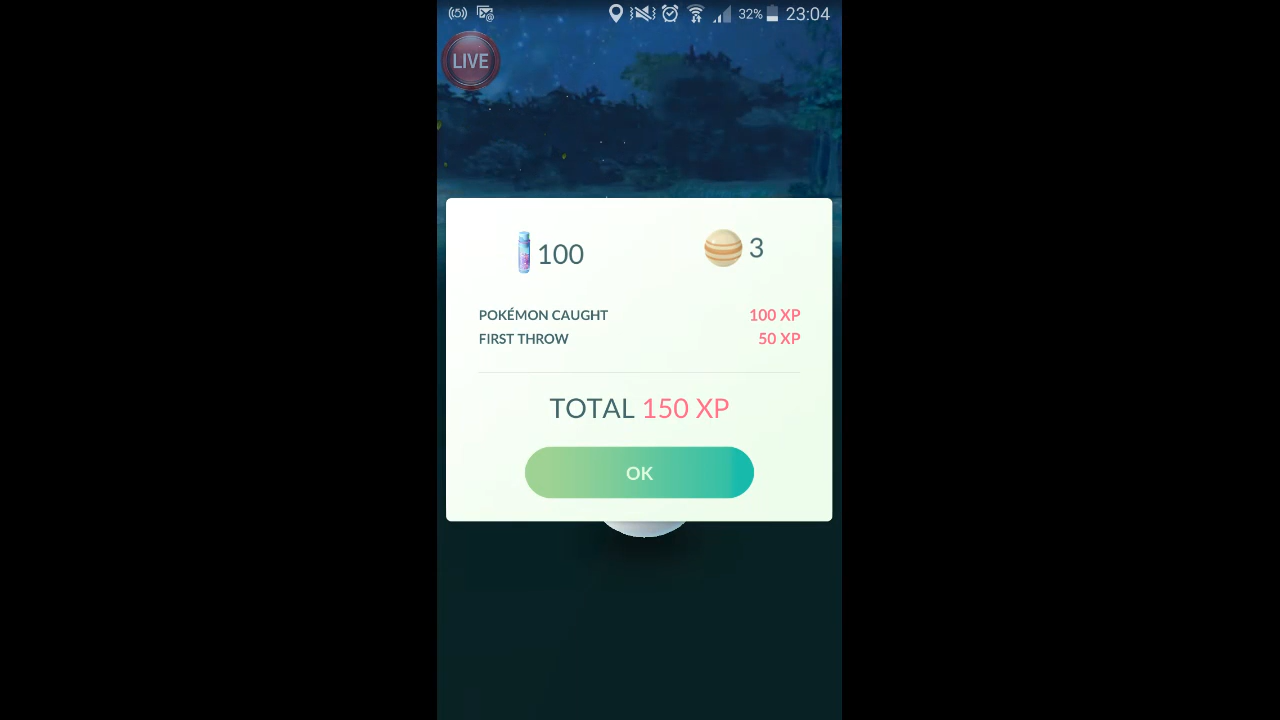 32% 23:04
LIVE
100 3
POKÉMON CAUGHT 100 XP
FIRST THROW 50 XP
TOTAL 150 XP
OK